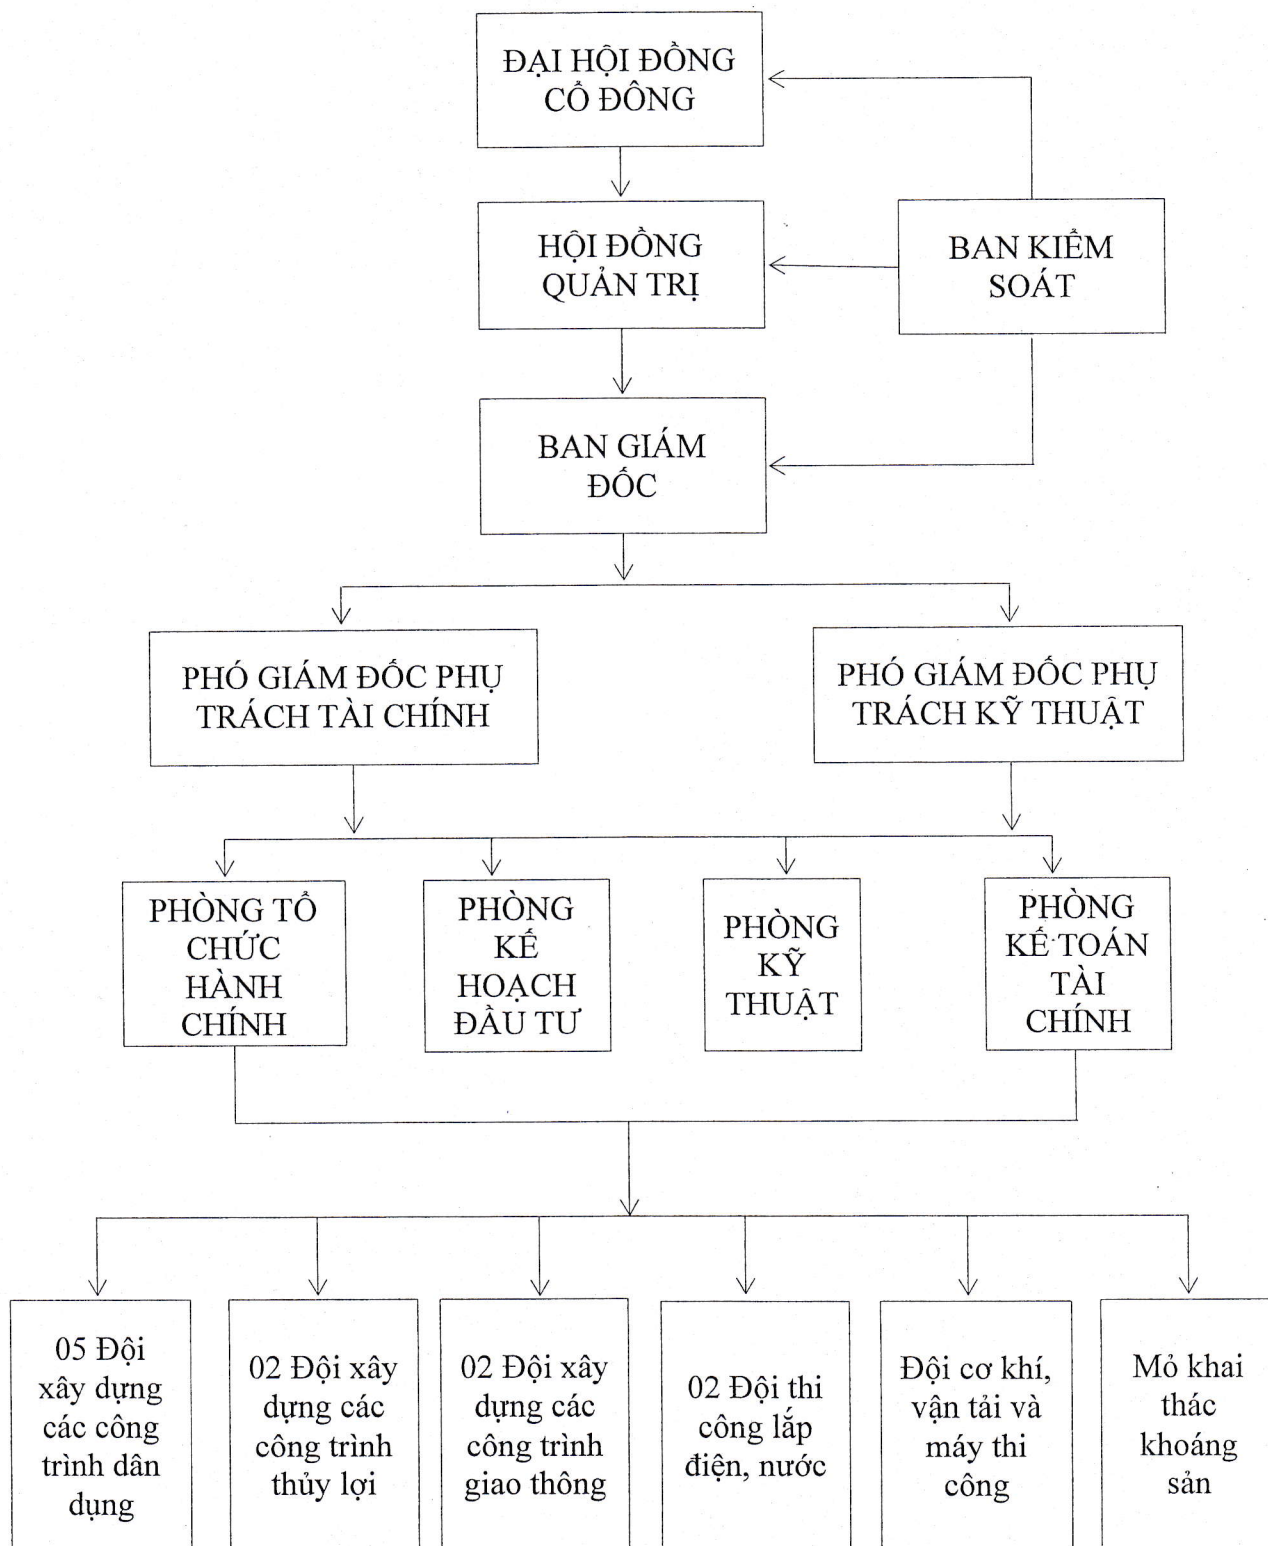 ĐẠI HỘI ĐỒNG
CỔ ĐÔNG
HỘI ĐỒNG
QUẢN TRỊ
BAN KIỂM
SOÁT
BAN GIÁM
ĐỐC
PHÓ GIÁM ĐỐC PHỤ
TRÁCH TÀI CHÍNH
PHÓ GIÁM ĐỐC PHỤ
TRÁCH KỸ THUẬT
PHÒNG TỔ
CHỨC
HÀNH
CHÍNH
PHÒNG
KẾ
HOẠCH
ĐẦU TƯ
PHÒNG
KỸ
THUẬT
PHÒNG
KẾ TOÁN
TÀI
CHÍNH
05 Đội
xây dựng
các công
trình dân
dụng
02 Đội xây
dựng các
công trình
thủy lợi
02 Đội xây
dựng các
công trình
giao thông
02 Đội thi
công lắp
điện, nước
Đội cơ khí,
vận tải và
máy thi
công
Mỏ khai
thác
khoáng
sản